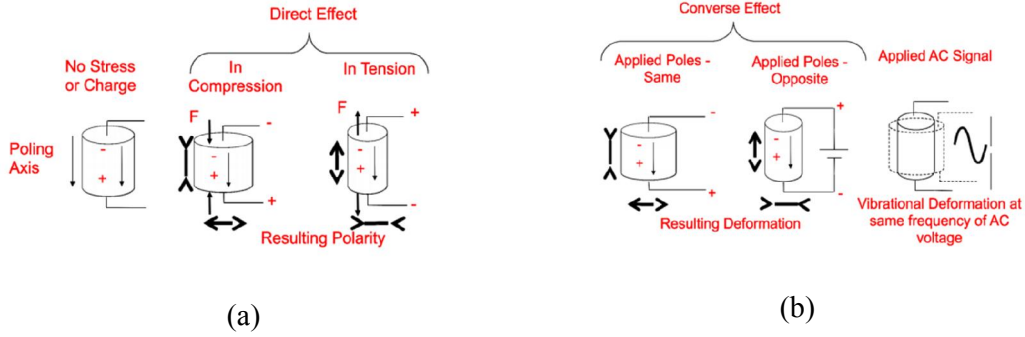 Direct Effect
No Stress
or Charge
In
Compression
In Tension
F
-
F
+
Poling
Axis
-
+
-
+
-
+
+
-
Resulting Polarity
(a)
Converse Effect
Applied Poles -
Same
Applied Poles -
Opposite
Applied AC Signal
-
+
-
+
-
+
+
-
Resulting Deformation
Vibrational Deformation at
same frequency of AC
voltage
(b)